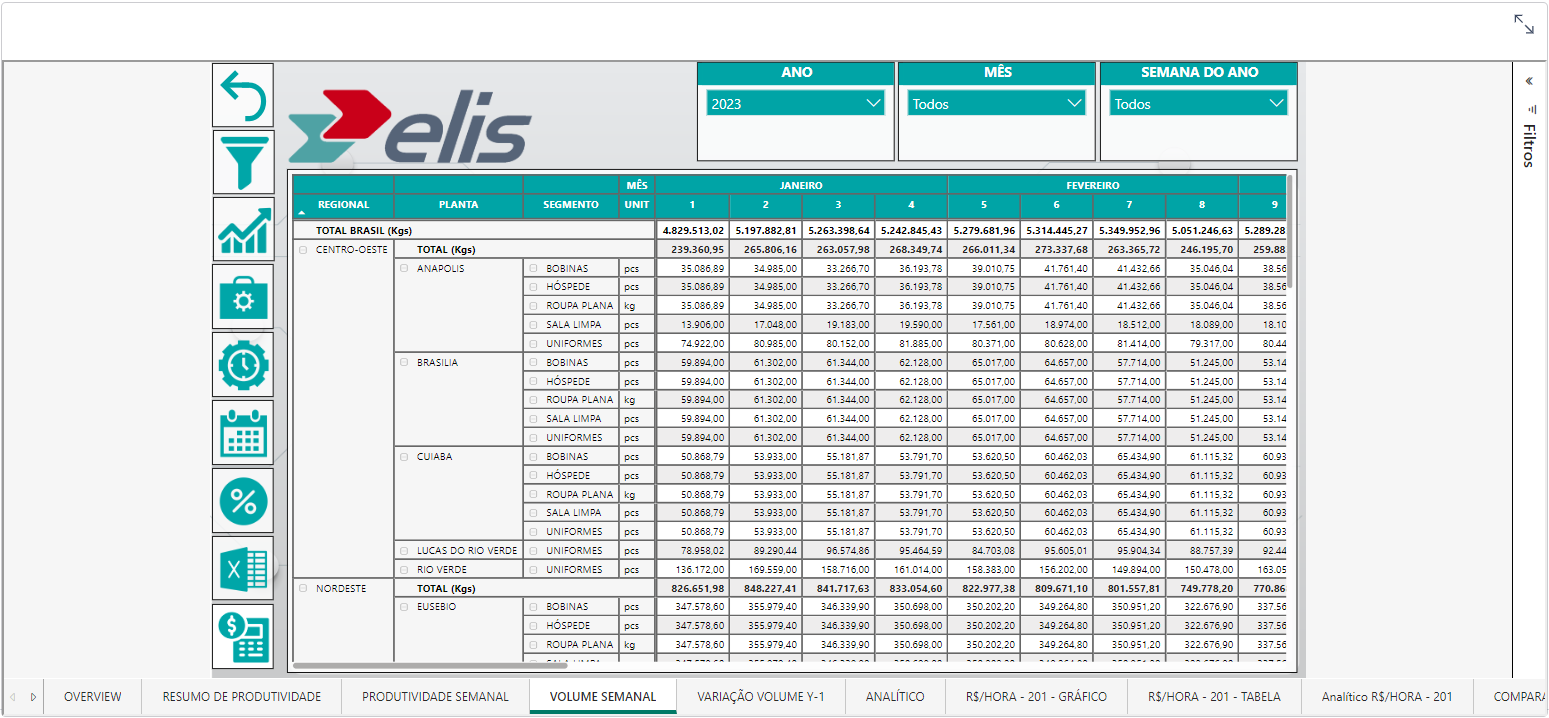 ANO MÊS SEMANA DO ANO
2023 Todos Todos
elis
Filtros
MÊS JANEIRO FEVEREIRO
REGIONAL PLANTA SEGMENTO UNIT 1 2 3 4 5 6 7 8 9
TOTAL BRASIL (Kgs) 4.829.513,02 5.197.882,81 5.263.398,64 5.242.845,43 5.279.681,96 5.314.445,27 5.349.952,96 5.051.246,63 5.289.28
CENTRO-OESTE TOTAL (Kgs) 239.360,95 265.806,16 263.057,98 268.349,74 266.011,34 273.337,68 263.365,72 246.195,70 259.88
ANAPOLIS BOBINAS pcs 35.086,89 34.985,00 33.266,70 36.193,78 39.010,75 41.761,40 41.432,66 35.046,04 38.56
HÓSPEDE pcs 35.086,89 34.985,00 33.266,70 36.193,78 39.010,75 41.761,40 41.432,66 35.046,04 38.56
ROUPA PLANA kg 35.086,89 34.985,00 33.266,70 36.193,78 39.010,75 41.761,40 41.432,66 35.046,04 38.56
SALA LIMPA pcs 13.906,00 17.048,00 19.183,00 19.590,00 17.561,00 18.974,00 18.512,00 18.089,00 18.10
UNIFORMES pcs 74.922,00 80.985,00 80.152,00 81.885,00 80.371,00 80.628,00 81.414,00 79.317,00 80.44
BRASILIA BOBINAS pcs 59.894,00 61.302,00 61.344,00 62.128,00 65.017,00 64.657,00 57.714,00 51.245,00 53.14
HÓSPEDE pcs 59.894,00 61.302,00 61.344,00 62.128,00 65.017,00 64.657,00 57.714,00 51.245,00 53.14
ROUPA PLANA kg 59.894,00 61.302,00 61.344,00 62.128,00 65.017,00 64.657,00 57.714,00 51.245,00 53.14
SALA LIMPA pcs 59.894,00 61.302,00 61.344,00 62.128,00 65.017,00 64.657,00 57.714,00 51.245,00 53.14
UNIFORMES pcs 59.894,00 61.302,00 61.344,00 62.128,00 65.017,00 64.657,00 57.714,00 51.245,00 53.14
CUIABA BOBINAS pcs 50.868,79 53.933,00 55.181,87 53.791,70 53.620,50 60.462,03 65.434,90 61.115,32 60.93
HÓSPEDE pcs 50.868,79 53.933,00 55.181,87 53.791,70 53.620,50 60.462,03 65.434,90 61.115,32 60.93
ROUPA PLANA kg 50.868,79 53.933,00 55.181,87 53.791,70 53.620,50 60.462,03 65.434,90 61.115,32 60.93
SALA LIMPA pcs 50.868,79 53.933,00 55.181,87 53.791,70 53.620,50 60.462,03 65.434,90 61.115,32 60.93
UNIFORMES pcs 50.868,79 53.933,00 55.181,87 53.791,70 53.620,50 60.462,03 65.434,90 61.115,32 60.93
LUCAS DO RIO VERDE UNIFORMES pcs 78.958,02 89.290,44 96.574,86 95.464,59 84.703,08 95.605,01 95.904,34 88.757,39 92.44
RIO VERDE UNIFORMES pcs 136.172,00 169.559,00 158.716,00 161.014,00 158.383,00 156.202,00 149.894,00 150.478,00 163.05
NORDESTE TOTAL (Kgs) 826.651,98 848.227,41 841.717,63 833.054,60 822.977,38 809.671,10 801.557,81 749.778,20 770.86
EUSEBIO BOBINAS pcs 347.578,60 355.979,40 346.339,90 350.698,00 350.202,20 349.264,80 350.951,20 322.676,90 337.56
HÓSPEDE pcs 347.578,60 355.979,40 346.339,90 350.698,00 350.202,20 349.264,80 350.951,20 322.676,90 337.56
ROUPA PLANA kg 347.578,60 355.979,40 346.339,90 350.698,00 350.202,20 349.264,80 350.951,20 322.676,90 337.56
OVERVIEW RESUMO DE PRODUTIVIDADE PRODUTIVIDADE SEMANAL VOLUME SEMANAL VARIAÇÃO VOLUME Y-1 ANALÍTICO R$/HORA - 201 - GRÁFICO R$/HORA - 201 - TABELA Analítico R$/HORA - 201 COMPARA